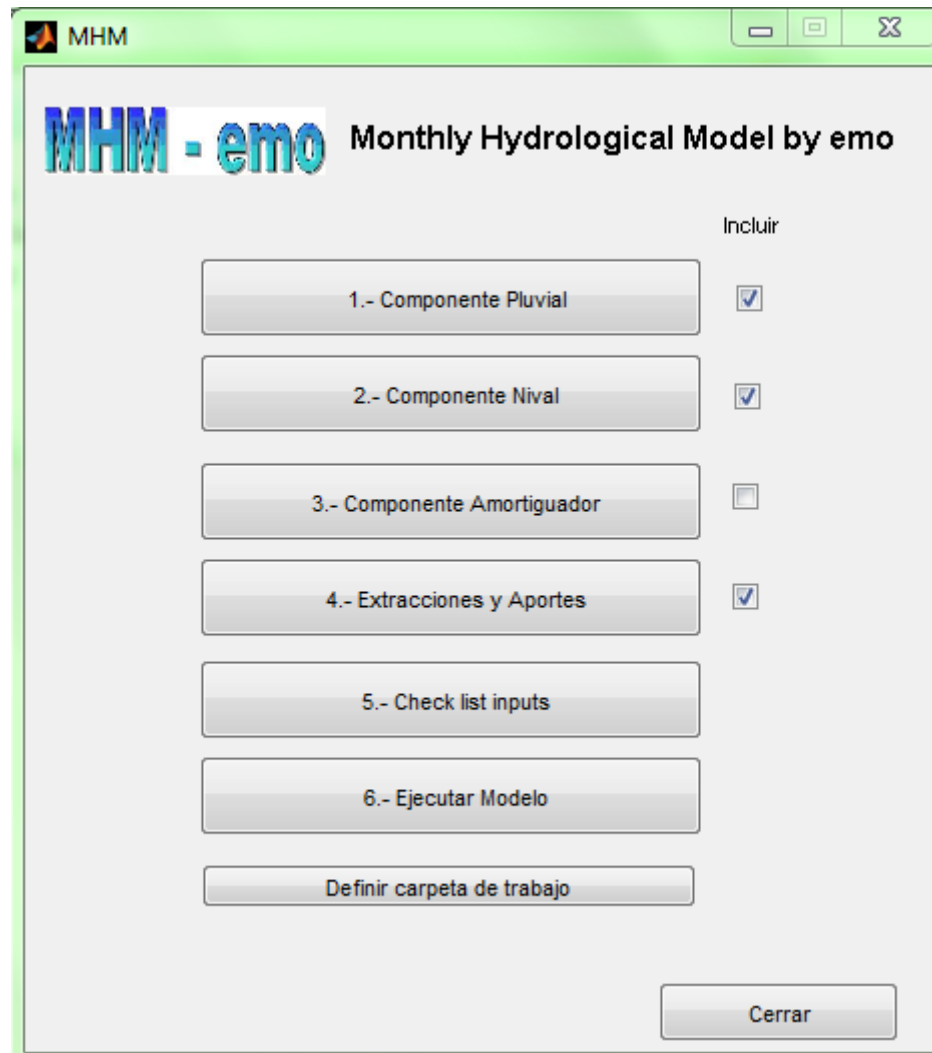 MHM
MHM - emo Monthly Hydrological Model by emo
Incluir
1.- Componente Pluvial
2.- Componente Nival
3.- Componente Amortiguador
4.- Extracciones y Aportes
5.- Check list inputs
6.- Ejecutar Modelo
Definir carpeta de trabajo
Cerrar